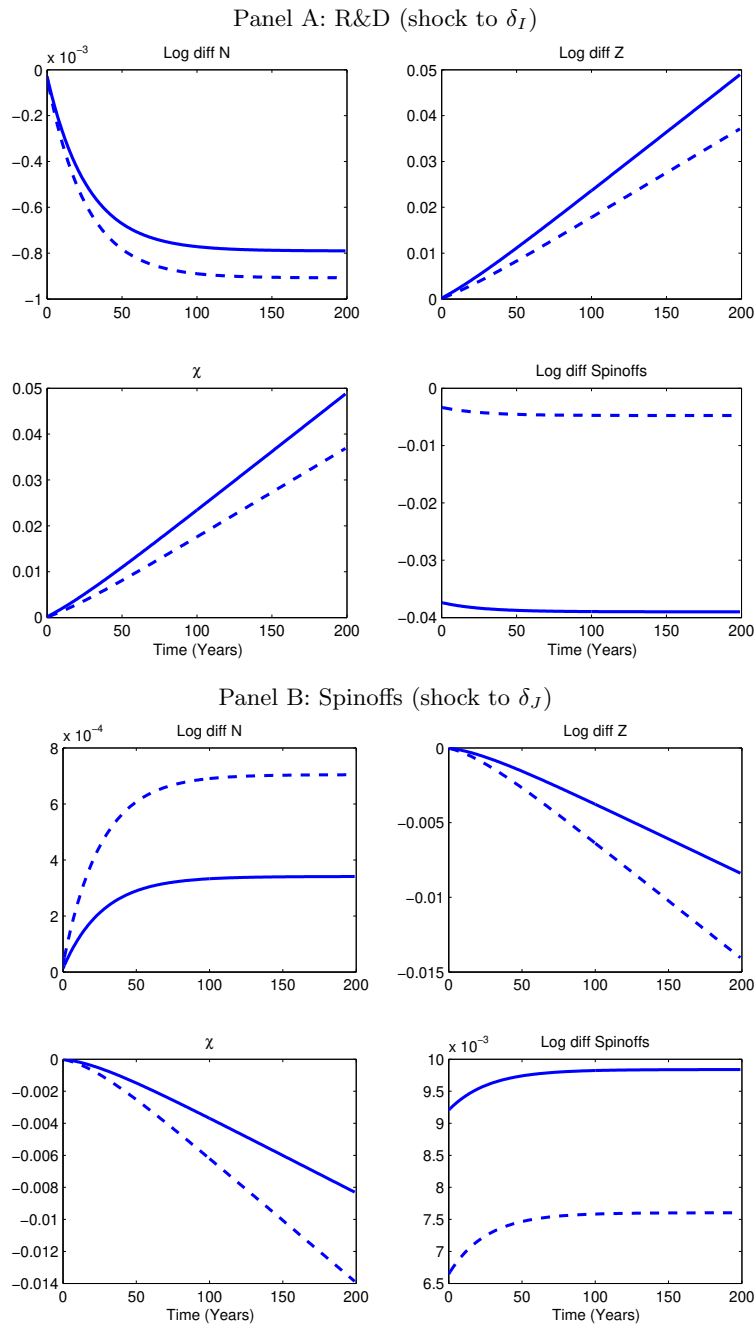 Panel A: R&D (shock to δ_I)
x 10⁻³
Log diff N
0
−0.2
−0.4
−0.6
−0.8
−1
0 50 100 150 200
Log diff Z
0.05
0.04
0.03
0.02
0.01
0
0 50 100 150 200
χ
0.05
0.04
0.03
0.02
0.01
0
0 50 100 150 200
Time (Years)
Log diff Spinoffs
0
−0.01
−0.02
−0.03
−0.04
0 50 100 150 200
Time (Years)
Panel B: Spinoffs (shock to δ_J)
x 10⁻⁴
Log diff N
8
6
4
2
0
0 50 100 150 200
Log diff Z
0
−0.005
−0.01
−0.015
0 50 100 150 200
χ
0
−0.002
−0.004
−0.006
−0.008
−0.01
−0.012
−0.014
0 50 100 150 200
Time (Years)
x 10⁻³
Log diff Spinoffs
10
9.5
9
8.5
8
7.5
7
6.5
0 50 100 150 200
Time (Years)